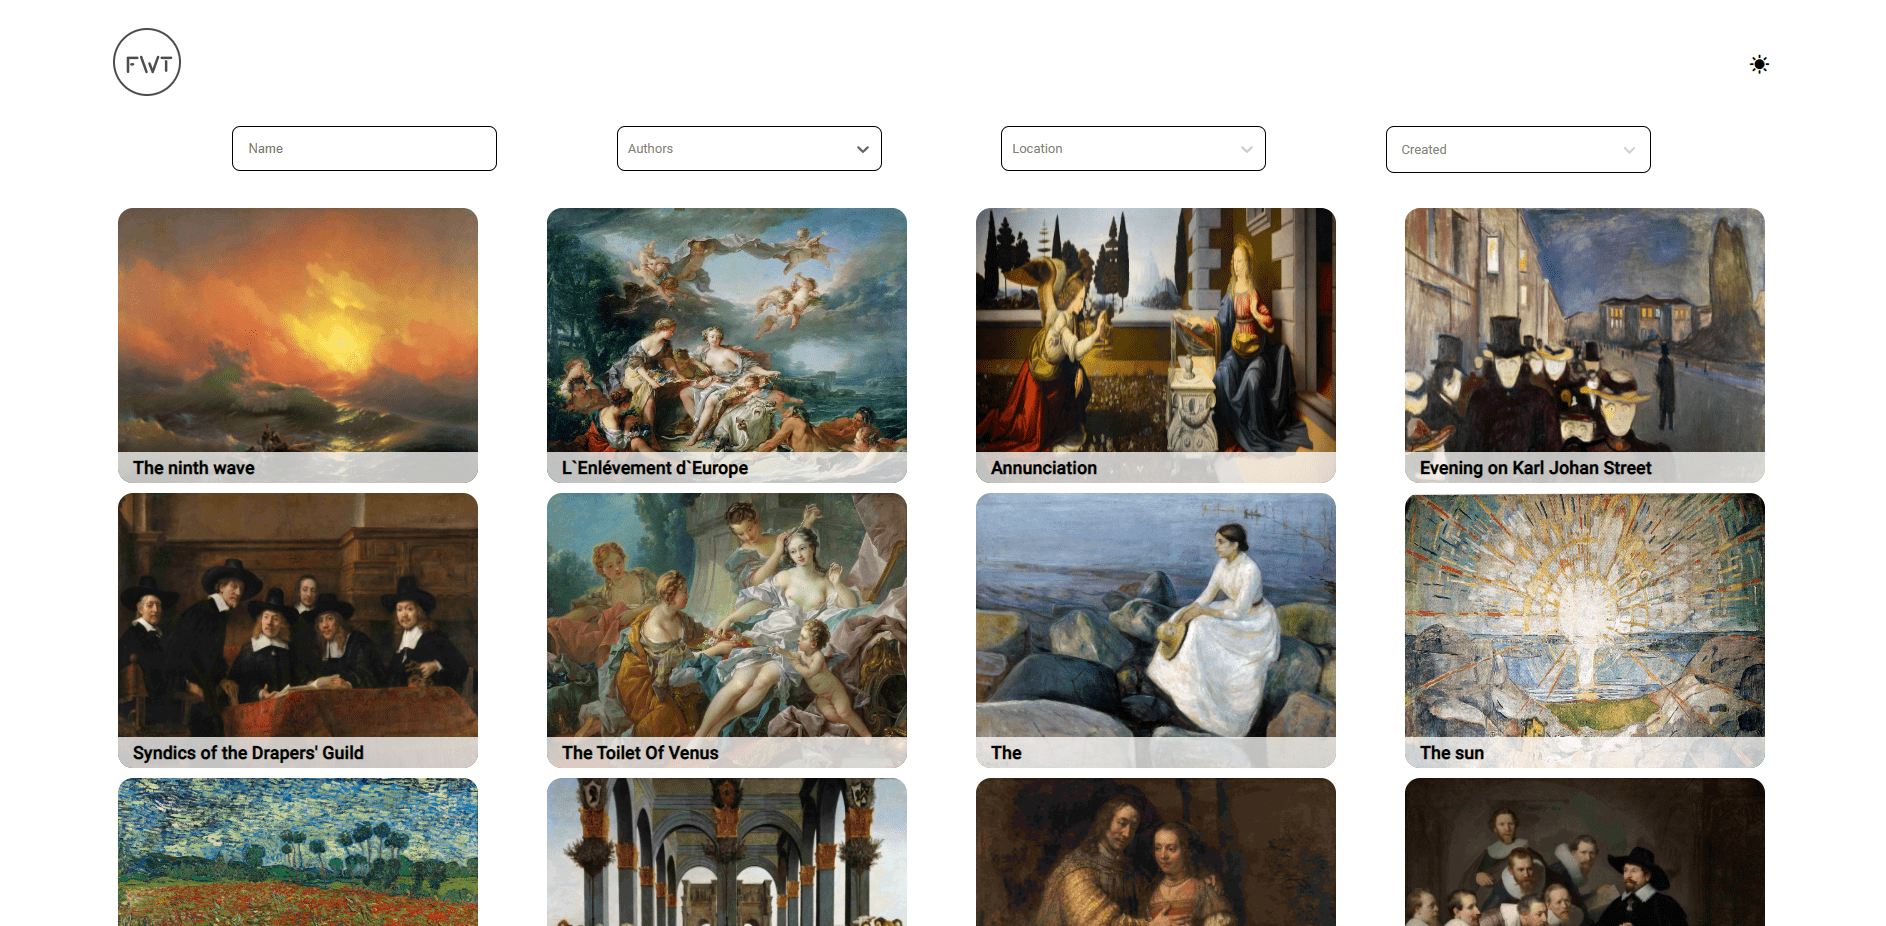 FWT
Name
Authors
Location
Created
The ninth wave
L`Enlévement d`Europe
Annunciation
Evening on Karl Johan Street
Syndics of the Drapers' Guild
The Toilet Of Venus
The
The sun